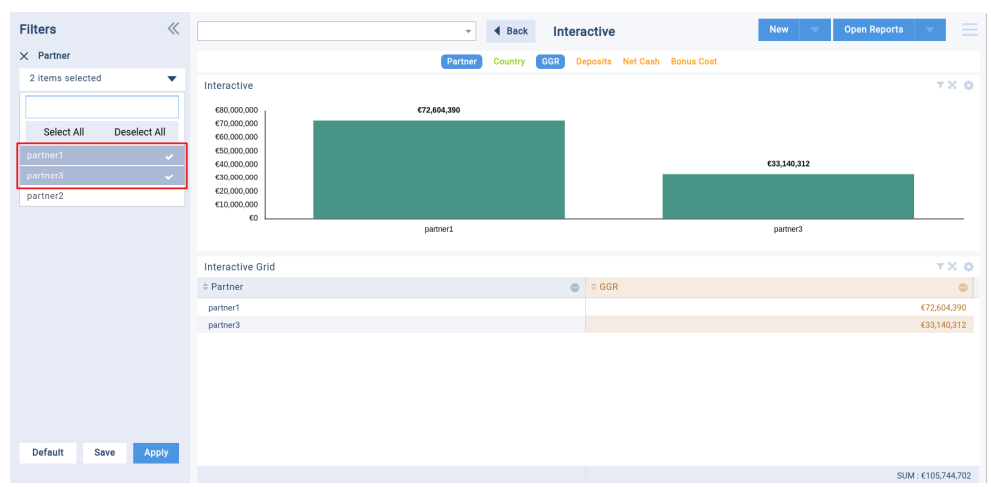 Filters
Partner
2 items selected
Select All Deselect All
partner1
partner3
partner2
Default Save Apply
Back Interactive New Open Reports
Partner Country GGR Deposits Net Cash Bonus Cost
Interactive
€80,000,000
€70,000,000
€60,000,000
€50,000,000
€40,000,000
€30,000,000
€20,000,000
€10,000,000
€0
€72,604,390
€33,140,312
partner1 partner3
Interactive Grid
Partner GGR
partner1 €72,604,390
partner3 €33,140,312
SUM : €105,744,702